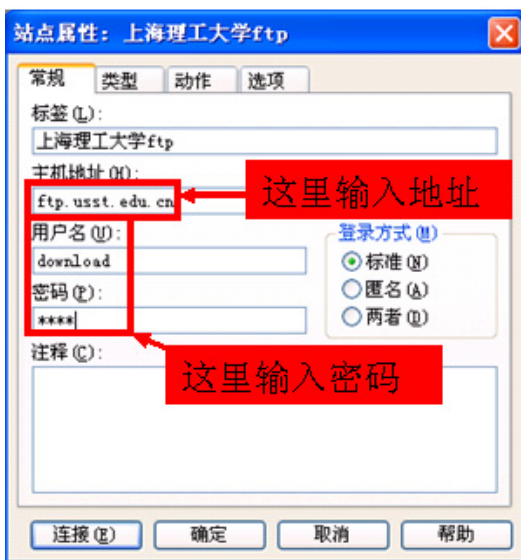 站点属性：上海理工大学ftp
常规 类型 动作 选项
标签(L):
上海理工大学ftp
主机地址(H):
ftp.usst.edu.cn
这里输入地址
用户名(U):
download
登录方式(M)
标准(N)
匿名(A)
两者(D)
密码(P):
****
这里输入密码
注释(C):
连接(E) 确定 取消 帮助